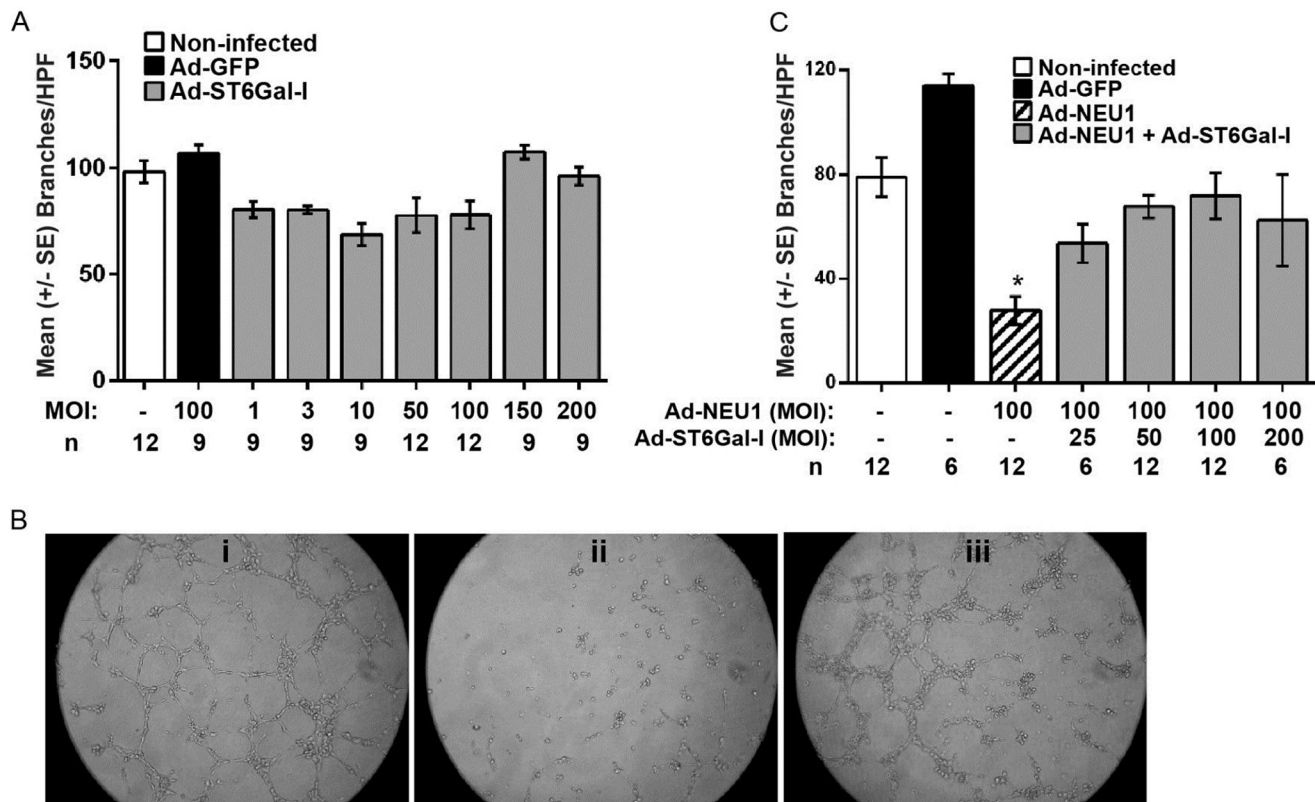 A
Mean (+/- SE) Branches/HPF
Non-infected
Ad-GFP
Ad-ST6Gal-I
150
100
50
0
MOI: - 100 1 3 10 50 100 150 200
n 12 9 9 9 9 12 12 9 9
C
Mean (+/- SE) Branches/HPF
Non-infected
Ad-GFP
Ad-NEU1
Ad-NEU1 + Ad-ST6Gal-I
120
80
40
0
*
Ad-NEU1 (MOI): - - 100 100 100 100 100
Ad-ST6Gal-I (MOI): - - - 25 50 100 200
n 12 6 12 6 12 12 6
B
i
ii
iii